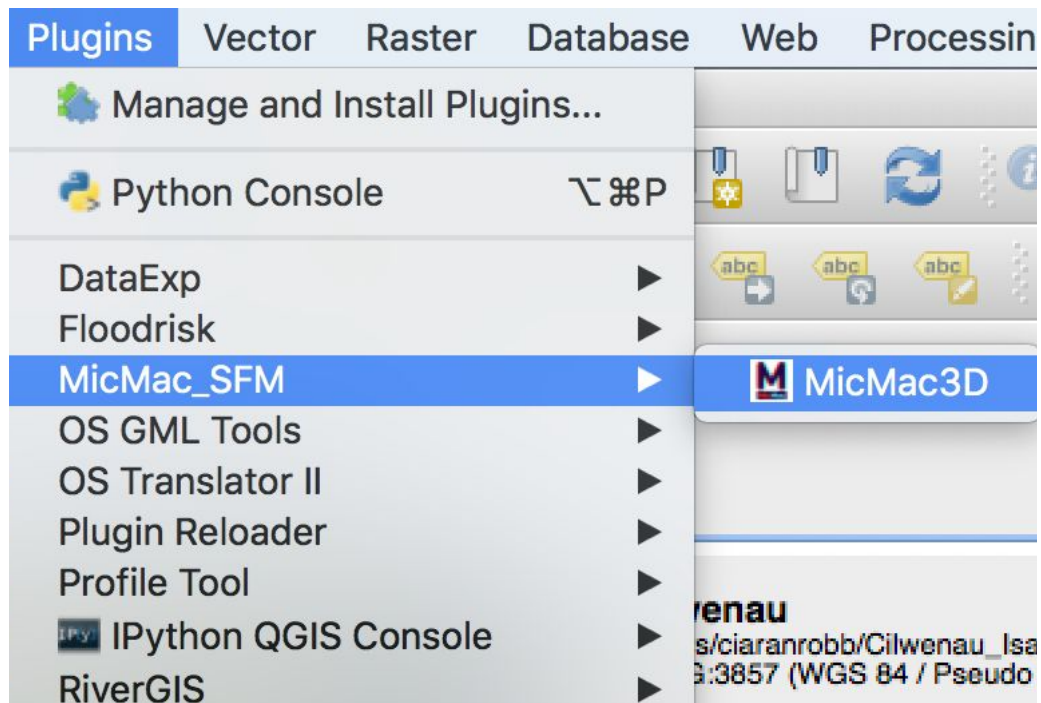 Plugins Vector Raster Database Web Processin
Manage and Install Plugins...
Python Console ⌥⌘P
DataExp
Floodrisk
MicMac_SFM
MicMac3D
OS GML Tools
OS Translator II
Plugin Reloader
Profile Tool
IPython QGIS Console
RiverGIS
abc abc abc
venau
s/ciaranrobb/Cilwenau_Isa
G:3857 (WGS 84 / Pseudo